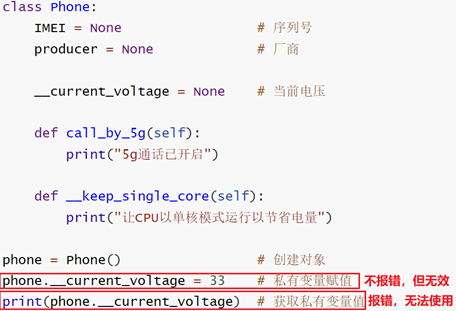 class Phone:
    IMEI = None                 # 序列号
    producer = None             # 厂商
    __current_voltage = None    # 当前电压
    def call_by_5g(self):
        print("5g通话已开启")
    def __keep_single_core(self):
        print("让CPU以单核模式运行以节省电量")
phone = Phone()                 # 创建对象
phone.__current_voltage = 33    # 私有变量赋值 不报错，但无效
print(phone.__current_voltage)  # 获取私有变量值 报错，无法使用